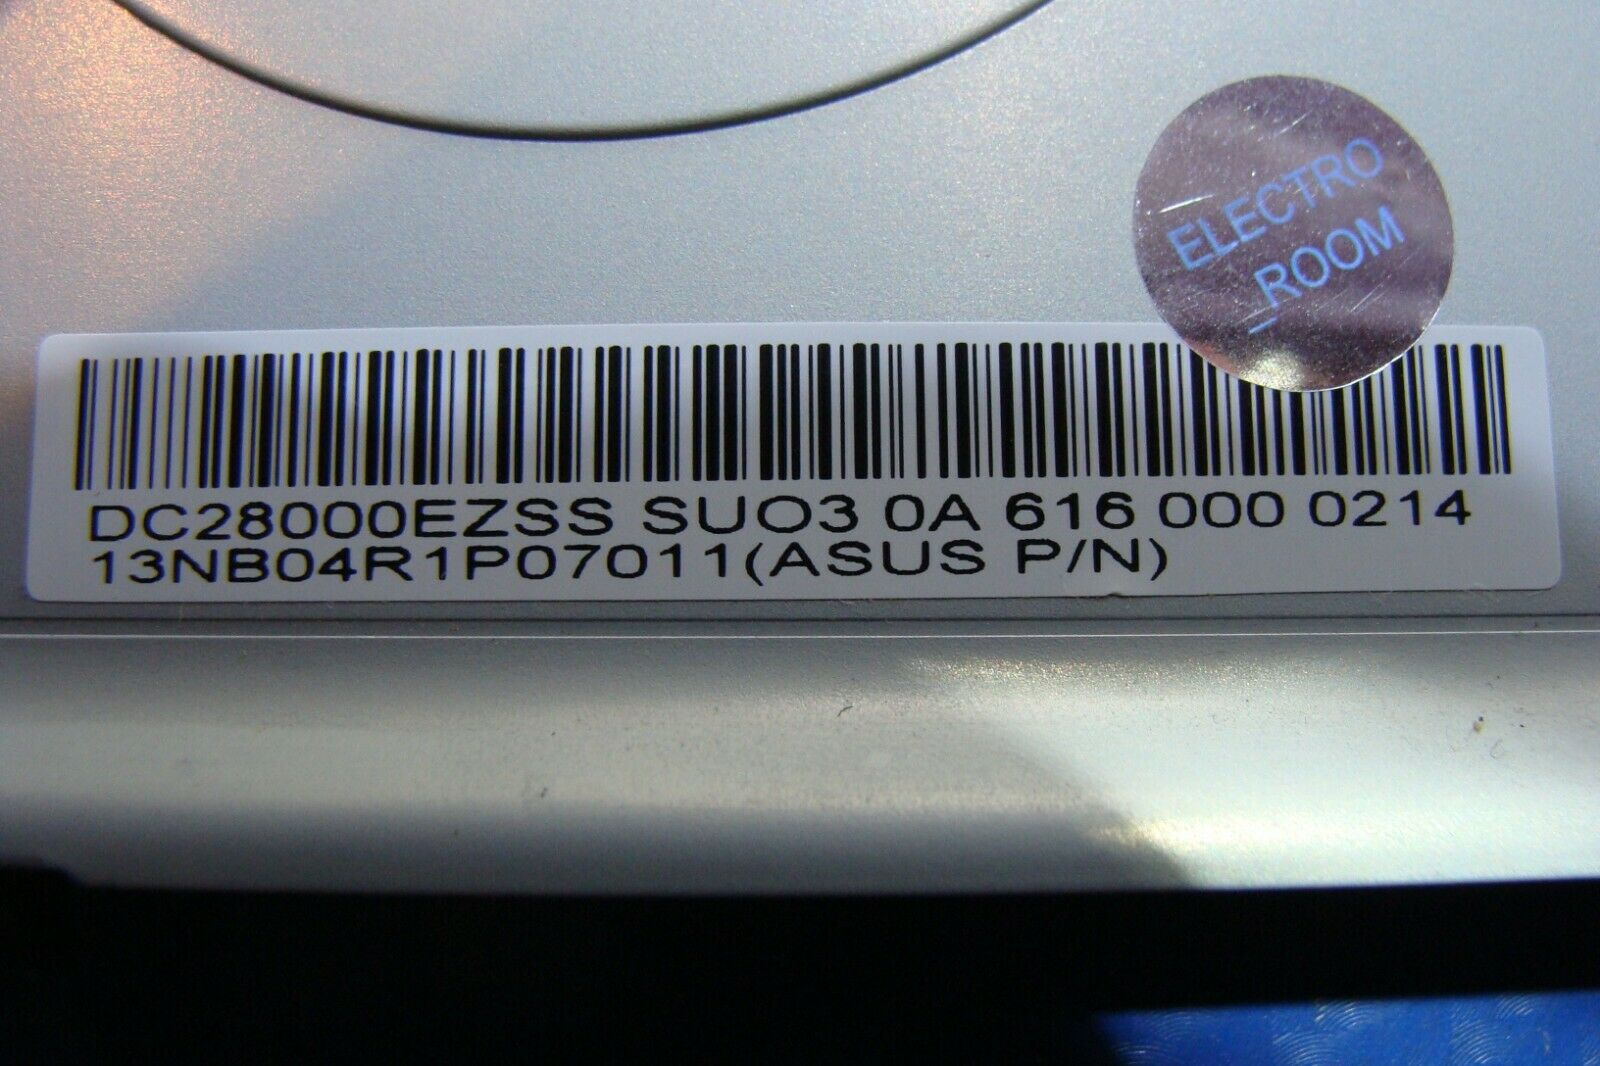 ELECTRO
_ROOM
DC28000EZSS SUO3 0A 616 000 0214
13NB04R1P07011(ASUS P/N)